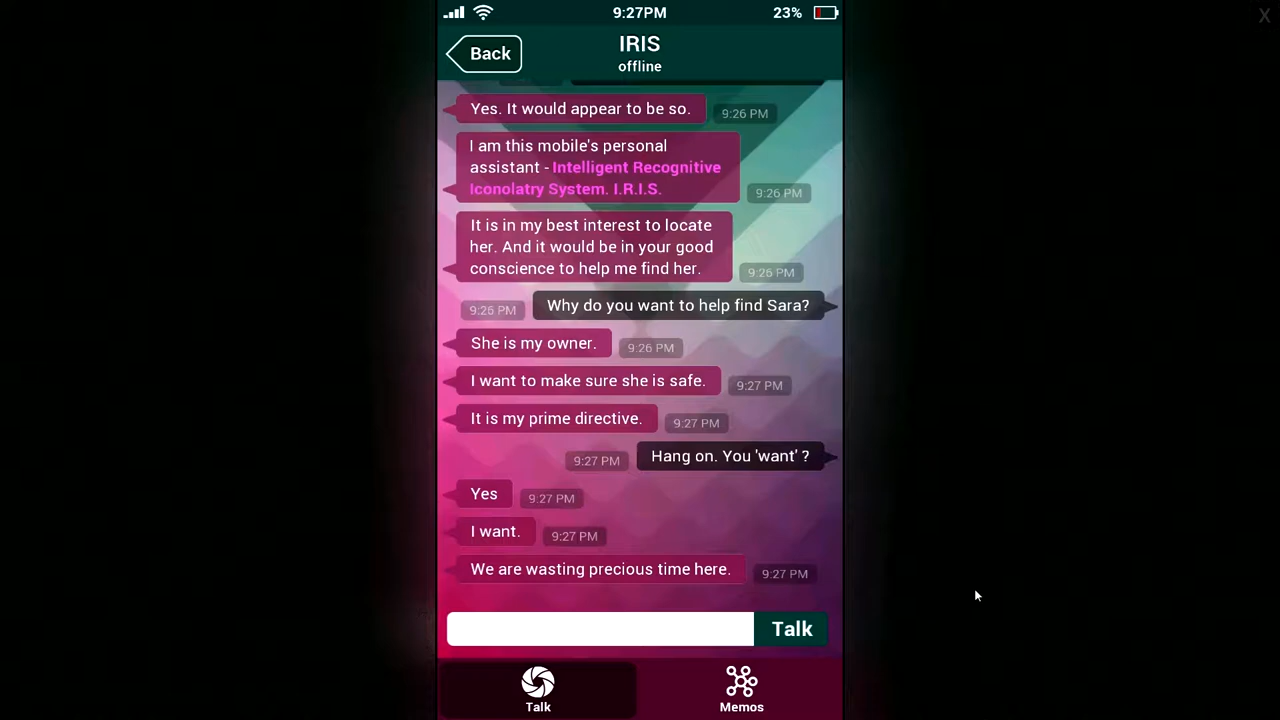 9:27PM
23%
X
Back
IRIS
offline
Yes. It would appear to be so.
9:26 PM
I am this mobile's personal
assistant - Intelligent Recognitive
Iconolatry System. I.R.I.S.
9:26 PM
It is in my best interest to locate
her. And it would be in your good
conscience to help me find her.
9:26 PM
9:26 PM
Why do you want to help find Sara?
She is my owner.
9:26 PM
I want to make sure she is safe.
9:27 PM
It is my prime directive.
9:27 PM
9:27 PM
Hang on. You 'want' ?
Yes
9:27 PM
I want.
9:27 PM
We are wasting precious time here.
9:27 PM
Talk
Talk
Memos